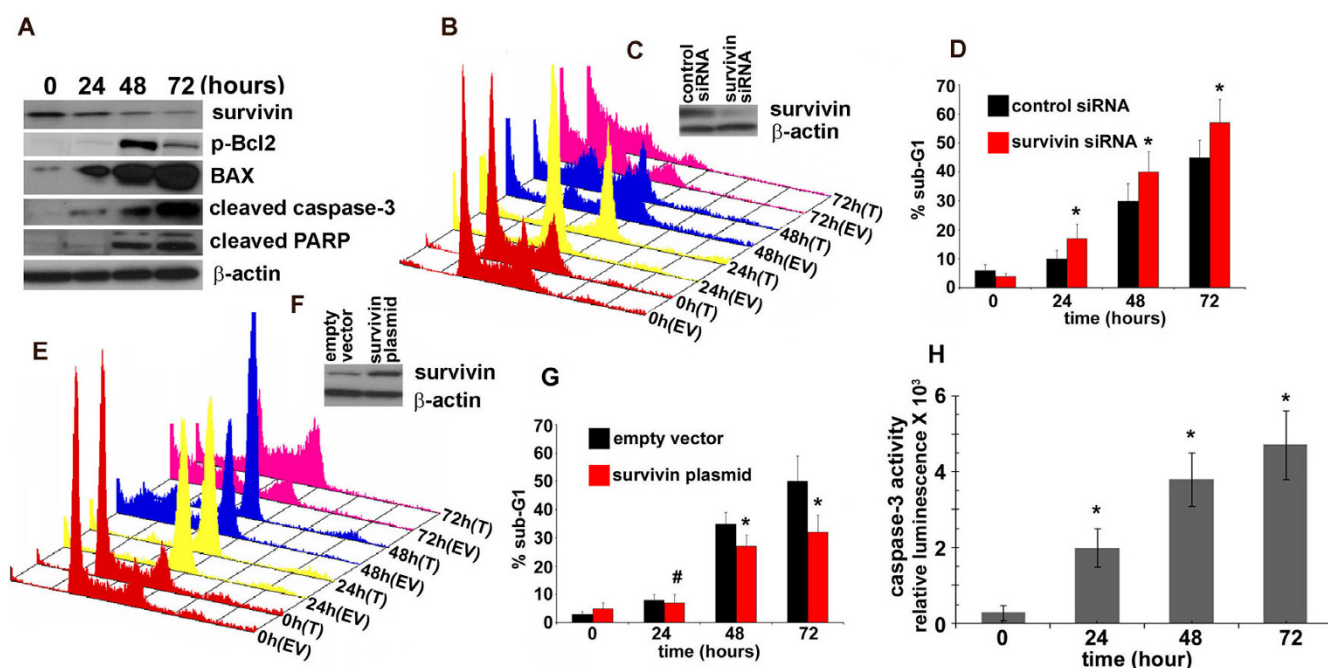 A
0 24 48 72 (hours)
survivin
p-Bcl2
BAX
cleaved caspase-3
cleaved PARP
β-actin
B
72h(T)
72h(EV)
48h(T)
48h(EV)
24h(T)
24h(EV)
0h(T)
0h(EV)
C
control
siRNA
survivin
siRNA
survivin
β-actin
D
% sub-G1
70
60
50
40
30
20
10
0
control siRNA
survivin siRNA
* * *
0 24 48 72
time (hours)
E
72h(T)
72h(EV)
48h(T)
48h(EV)
24h(T)
24h(EV)
0h(T)
0h(EV)
F
empty
vector
survivin
plasmid
survivin
β-actin
G
% sub-G1
70
60
50
40
30
20
10
0
empty vector
survivin plasmid
# * *
0 24 48 72
time (hours)
H
caspase-3 activity
relative luminescence X 10³
6
4
2
0
* * *
0 24 48 72
time (hour)